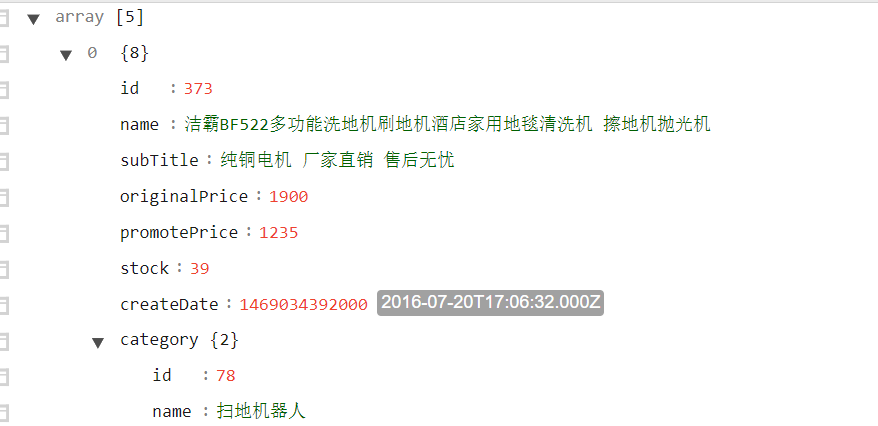 array [5]
0 {8}
id : 373
name : 洁霸BF522多功能洗地机刷地机酒店家用地毯清洗机 擦地机抛光机
subTitle : 纯铜电机 厂家直销 售后无忧
originalPrice : 1900
promotePrice : 1235
stock : 39
createDate : 1469034392000 2016-07-20T17:06:32.000Z
category {2}
id : 78
name : 扫地机器人